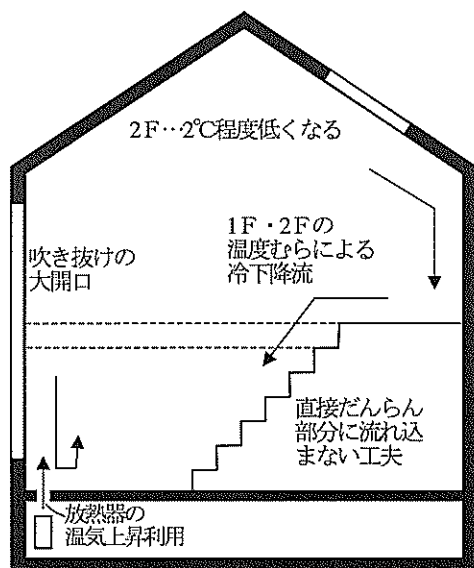 2F…2℃程度低くなる
1F・2Fの
温度むらによる
冷下降流
吹き抜けの
大開口
直接だんらん
部分に流れ込
まない工夫
放熱器の
温気上昇利用